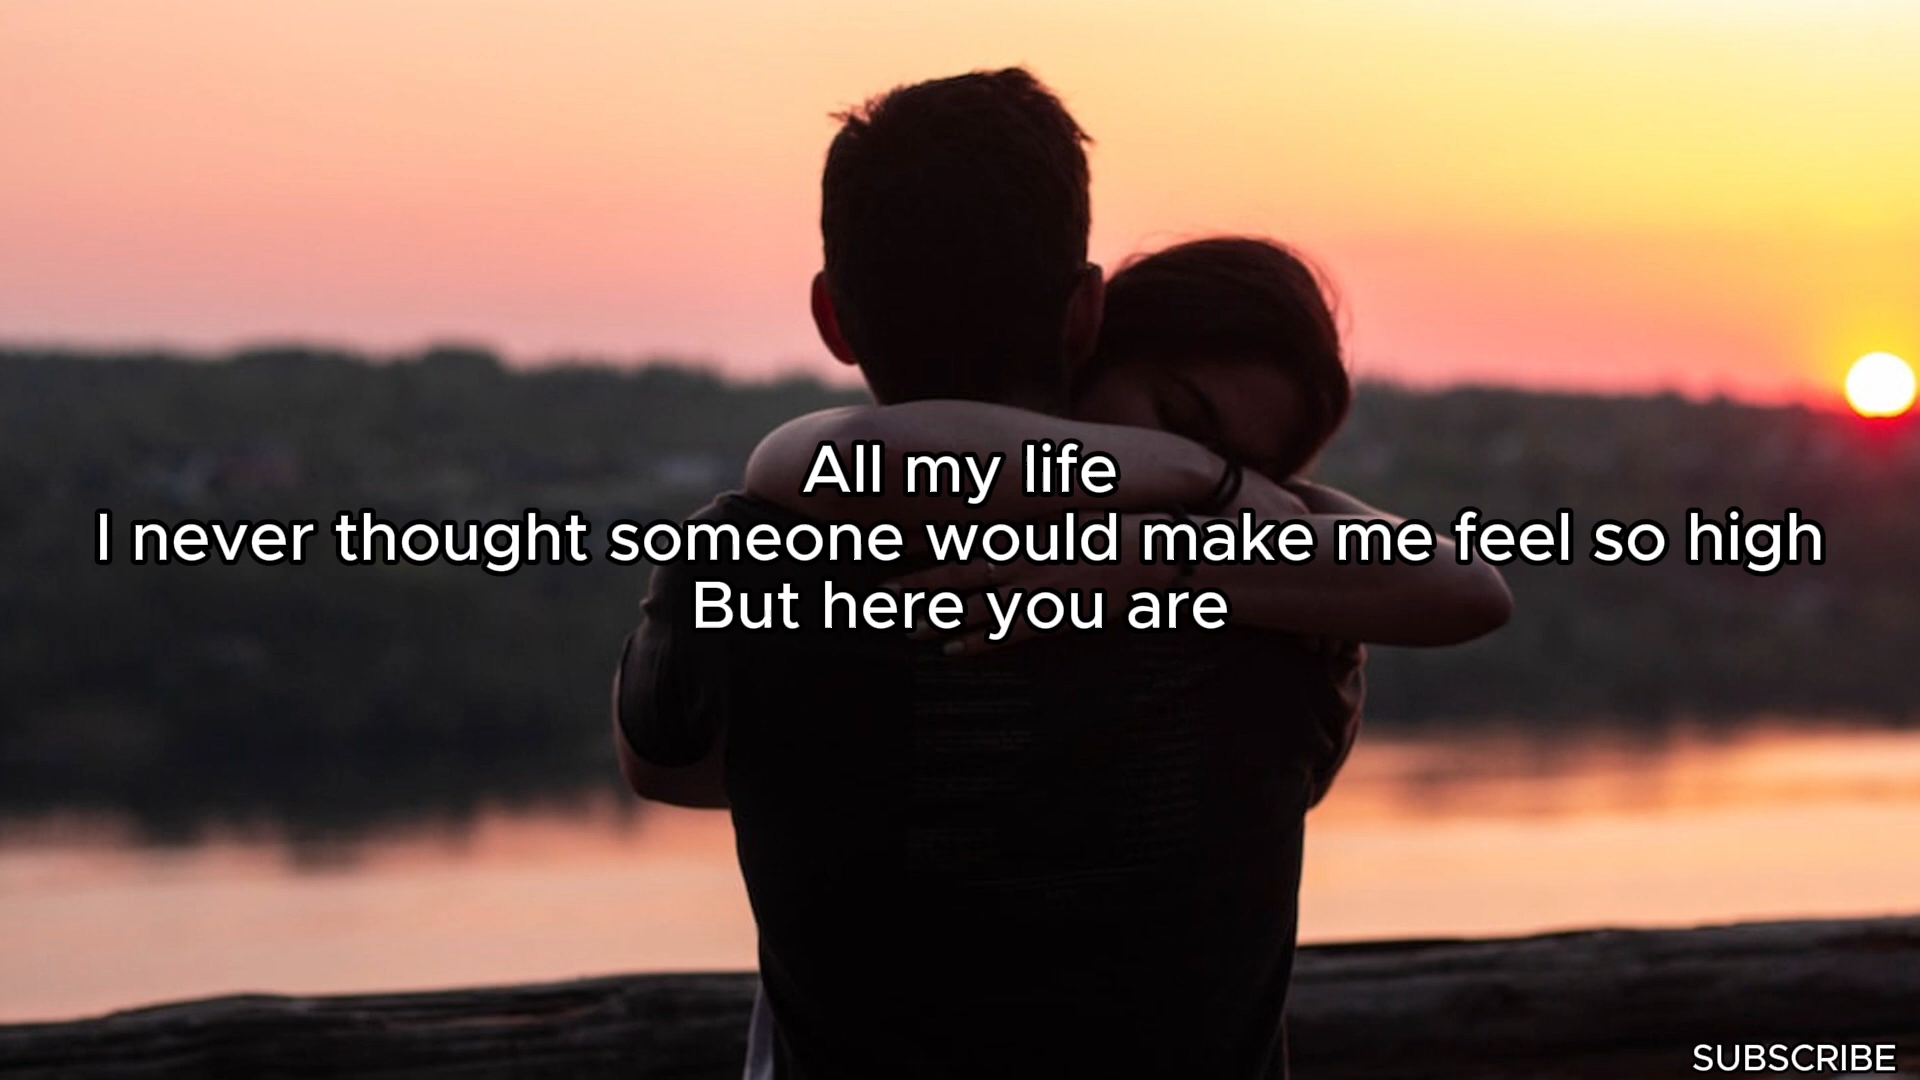 All my life
I never thought someone would make me feel so high
But here you are
SUBSCRIBE